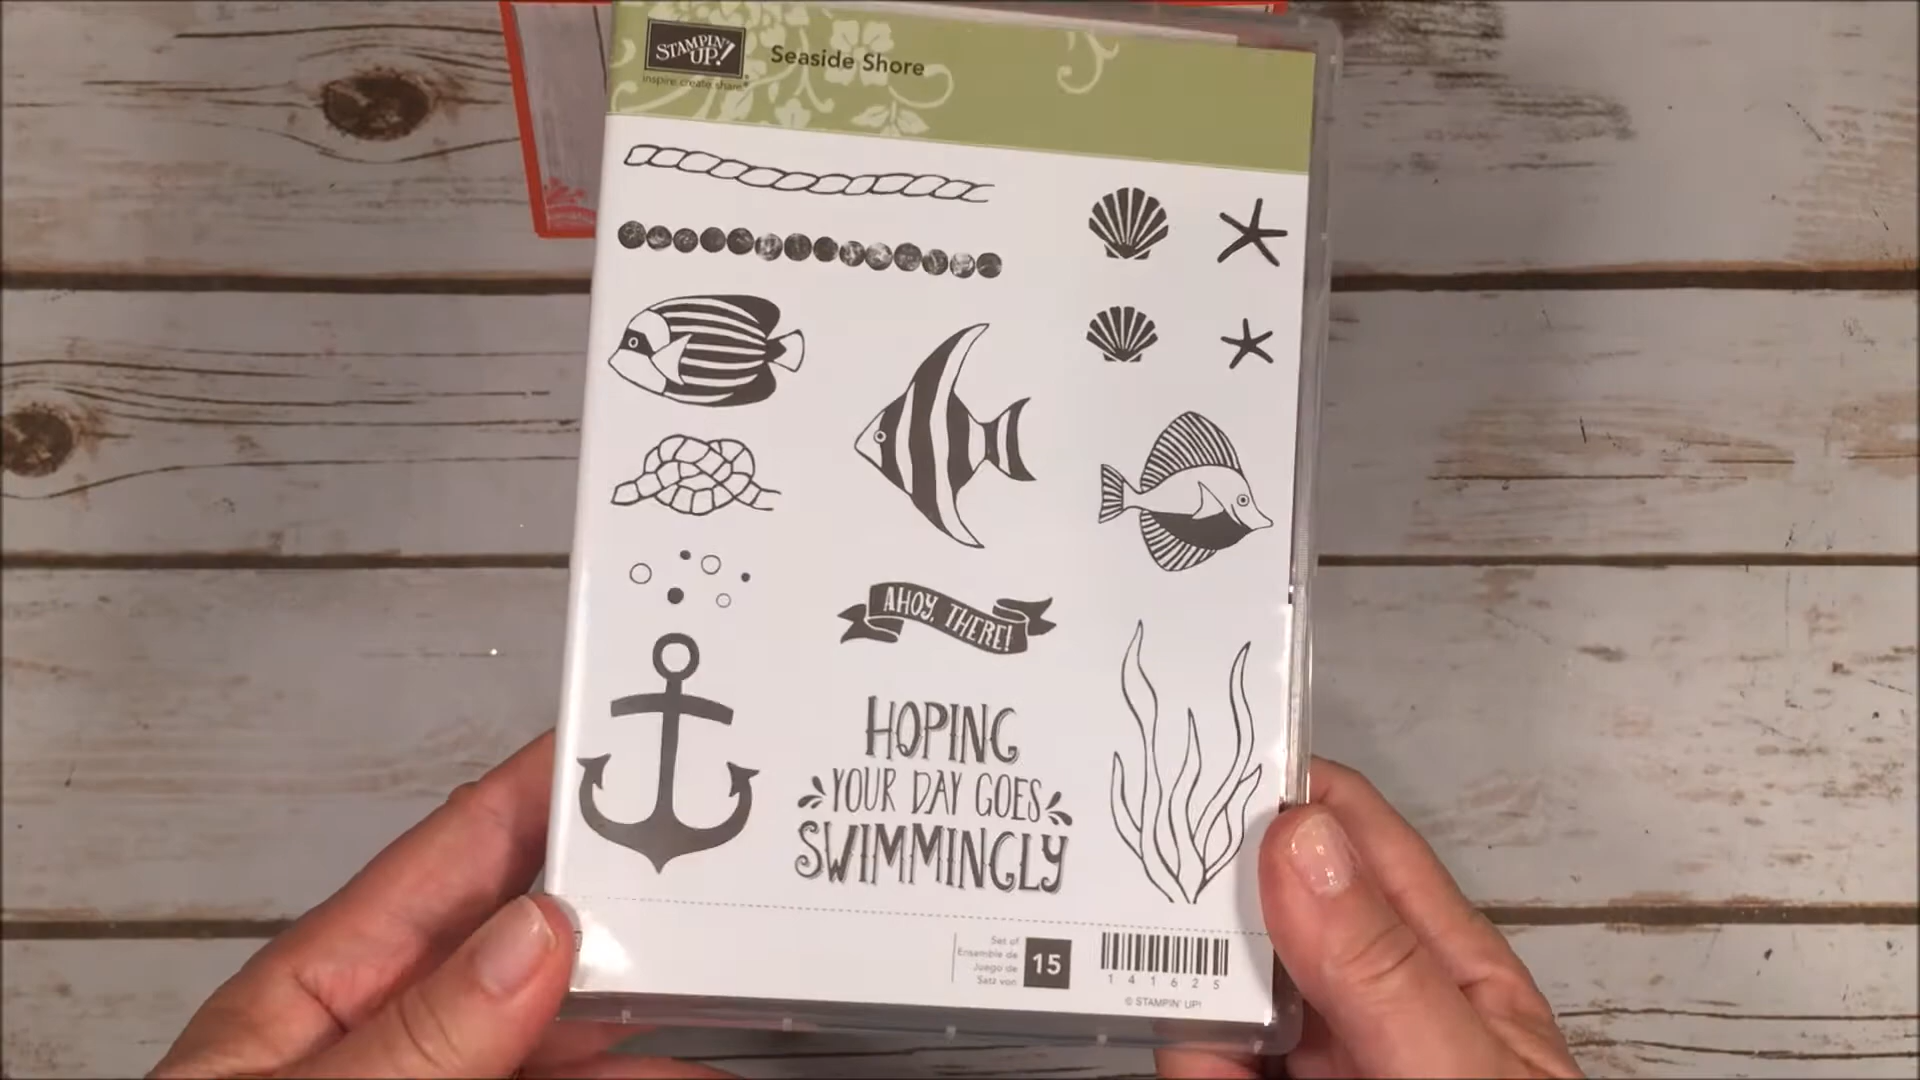 STAMPIN' UP!
inspire. create. share.®
Seaside Shore
AHOY, THERE!
HOPING
YOUR DAY GOES
SWIMMINGLY
Set of
Ensemble de
Juego de
Satz von
15
1 4 1 6 2 5
© STAMPIN' UP!